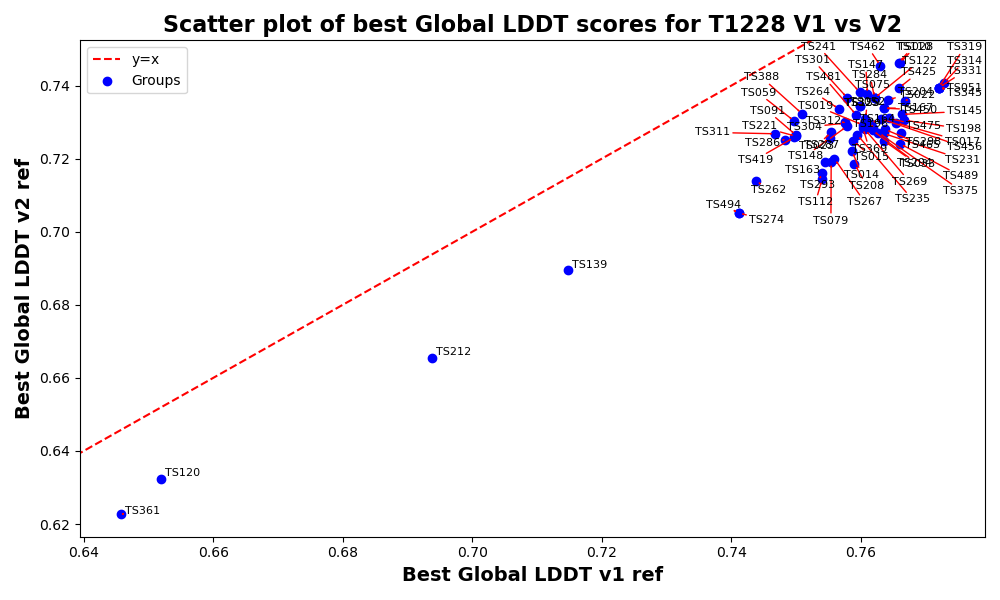 Scatter plot of best Global LDDT scores for T1228 V1 vs V2
y=x
Groups
TS241
TS462
TS319
TS301
TS147
TS122
TS314
TS388
TS481
TS284
TS425
TS331
TS059
TS264
TS075
TS022
TS051
TS345
TS091
TS019
TS450
TS145
TS221
TS304
TS312
TS475
TS198
TS311
TS286
TS465
TS017
TS456
TS419
TS148
TS369
TS015
TS231
TS163
TS014
TS269
TS489
TS262
TS293
TS208
TS375
TS494
TS112
TS267
TS235
TS274
TS079
TS139
TS212
TS120
TS361
0.74
0.72
0.70
0.68
0.66
0.64
0.62
0.64
0.66
0.68
0.70
0.72
0.74
0.76
Best Global LDDT v1 ref
Best Global LDDT v2 ref